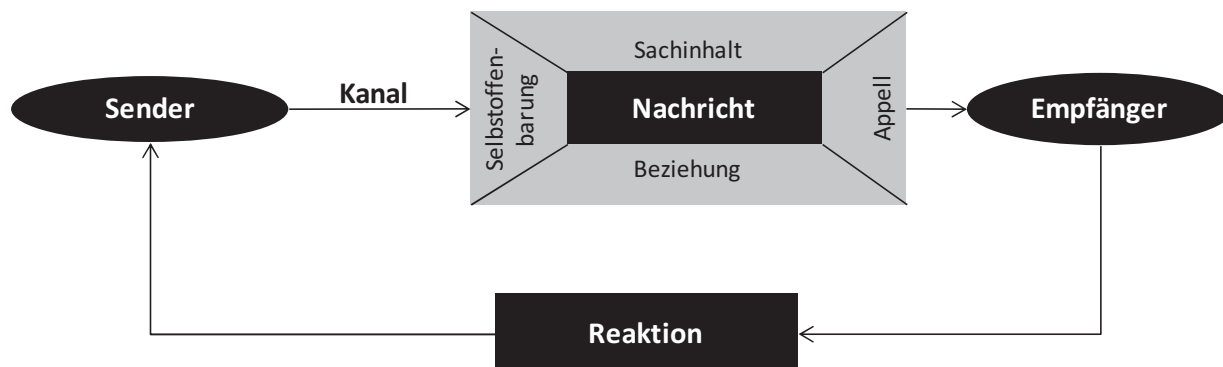 Sender
Kanal
Selbstoffen-
barung
Sachinhalt
Nachricht
Beziehung
Appell
Empfänger
Reaktion